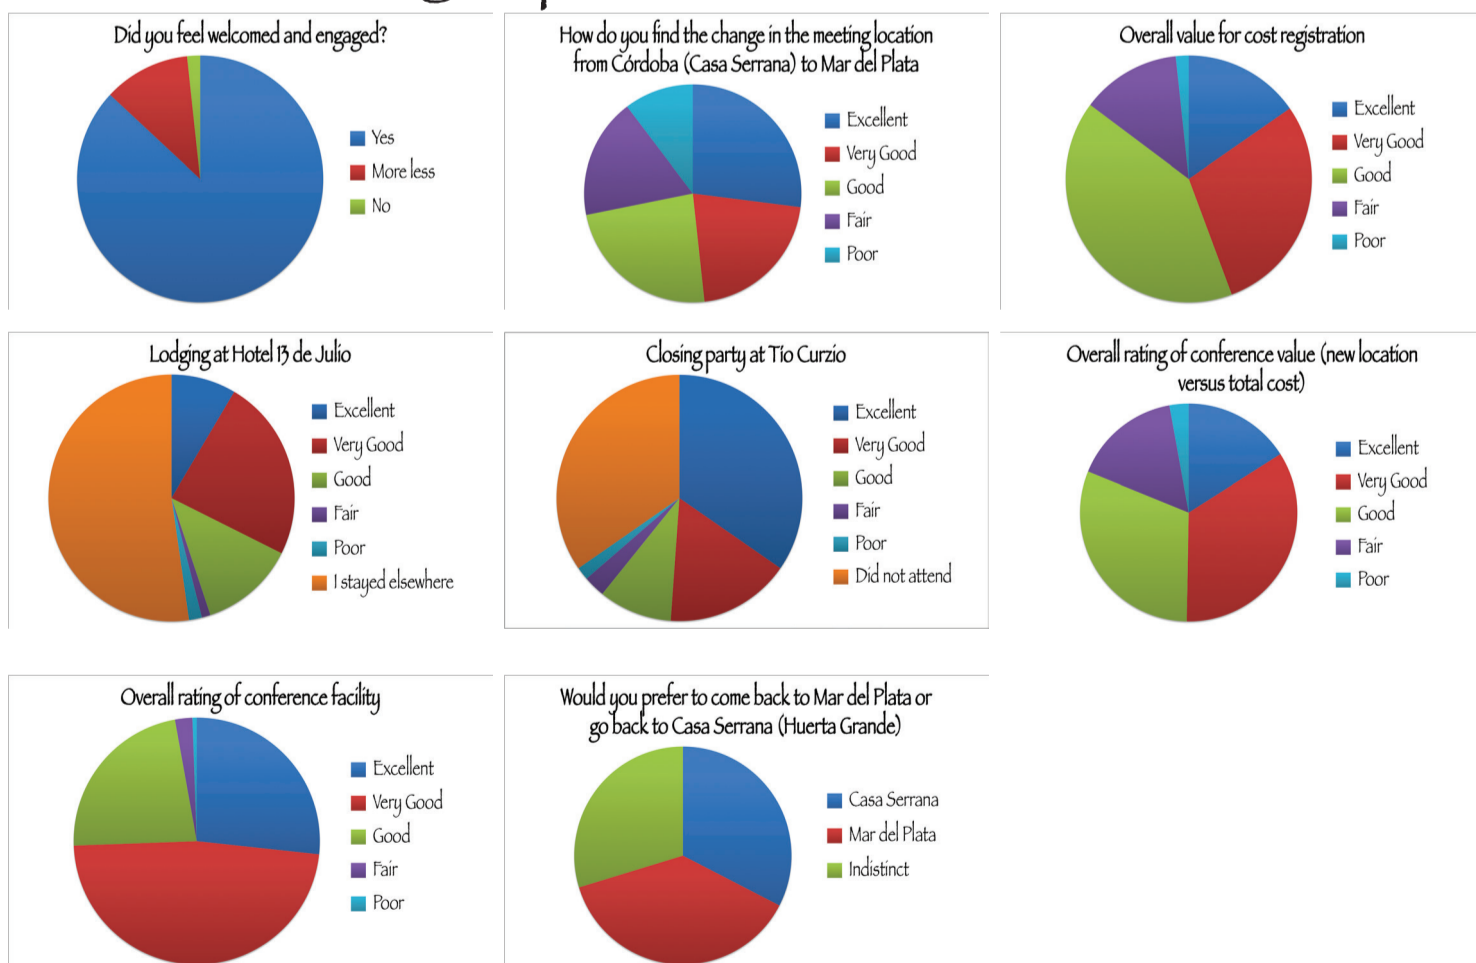 Did you feel welcomed and engaged?
Yes
More less
No
How do you find the change in the meeting location
from Córdoba (Casa Serrana) to Mar del Plata
Excellent
Very Good
Good
Fair
Poor
Overall value for cost registration
Excellent
Very Good
Good
Fair
Poor
Lodging at Hotel 13 de Julio
Excellent
Very Good
Good
Fair
Poor
I stayed elsewhere
Closing party at Tío Curzio
Excellent
Very Good
Good
Fair
Poor
Did not attend
Overall rating of conference value (new location
versus total cost)
Excellent
Very Good
Good
Fair
Poor
Overall rating of conference facility
Excellent
Very Good
Good
Fair
Poor
Would you prefer to come back to Mar del Plata or
go back to Casa Serrana (Huerta Grande)
Casa Serrana
Mar del Plata
Indistinct